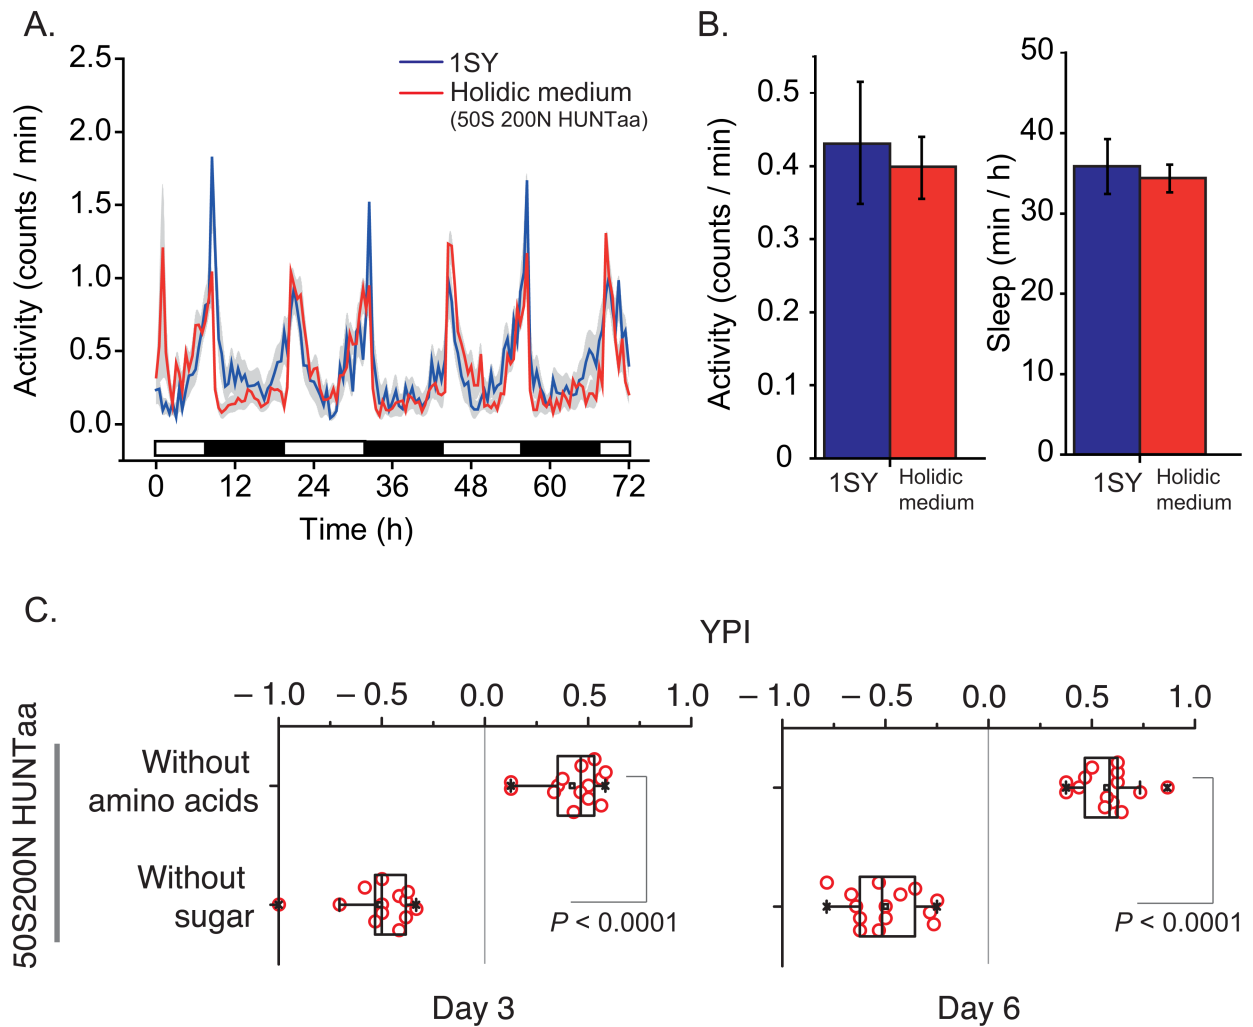 A.
2.5
2.0
1.5
1.0
0.5
0.0
Activity (counts / min)
1SY
Holidic medium
(50S 200N HUNTaa)
0 12 24 36 48 60 72
Time (h)
B.
0.5
0.4
0.3
0.2
0.1
0
Activity (counts / min)
1SY
Holidic
medium
50
40
30
20
10
0
Sleep (min / h)
1SY
Holidic
medium
C.
YPI
– 1.0 – 0.5 0.0 0.5 1.0
– 1.0 – 0.5 0.0 0.5 1.0
50S200N HUNTaa
Without
amino acids
Without
sugar
P < 0.0001
P < 0.0001
Day 3
Day 6